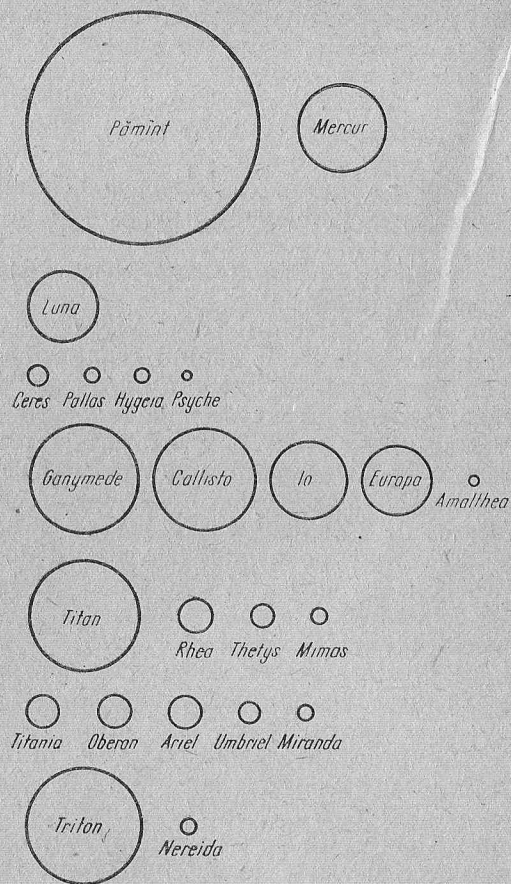 Pămînt Mercur
Luna
Ceres Pallas Hygeia Psyche
Ganymede Callisto Io Europa
Amalthea
Titan
Rhea Thetys Mimas
Titania Oberon Ariel Umbriel Miranda
Triton
Nereida